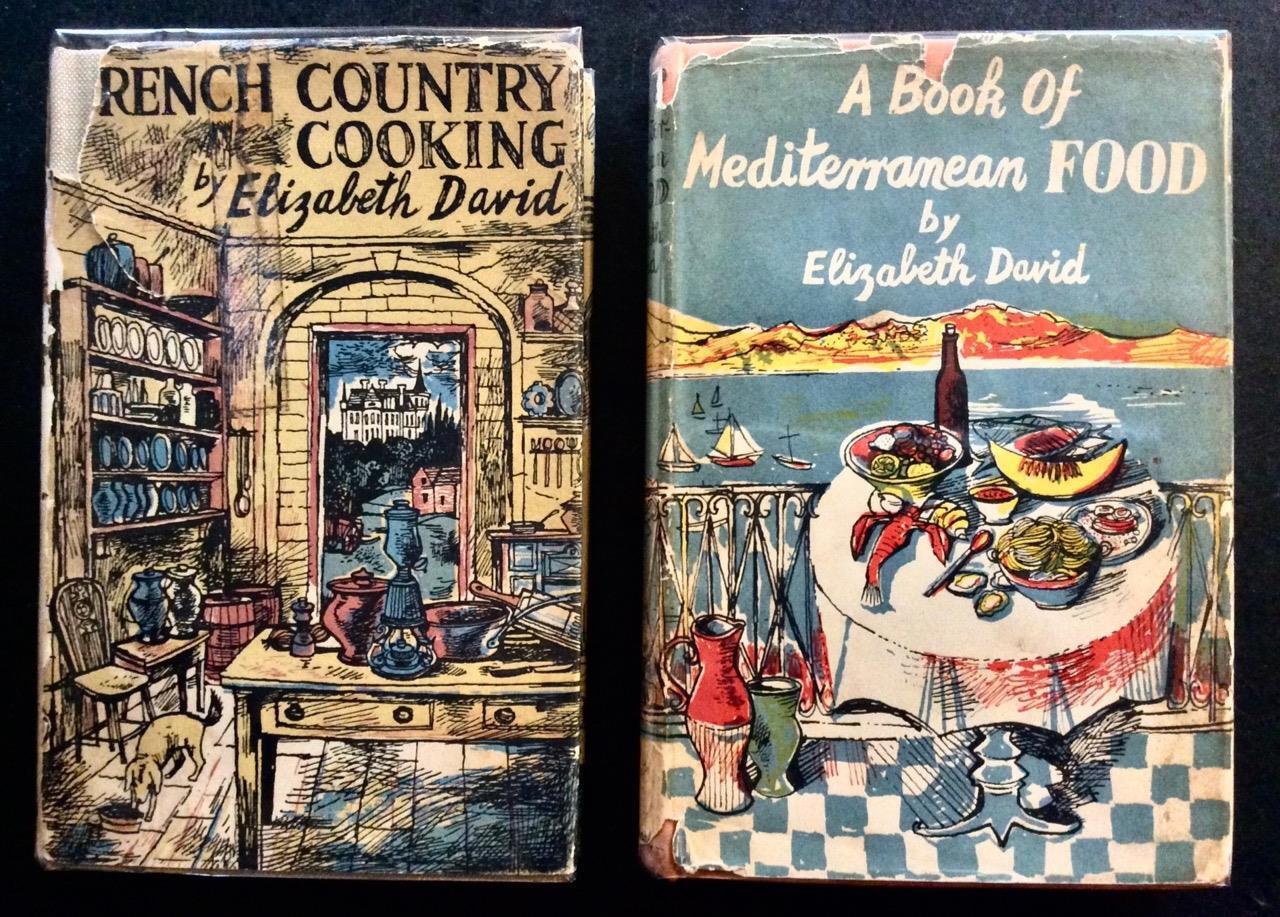 RENCH COUNTRY
COOKING
by Elizabeth David
A Book Of
Mediterranean FOOD
by
Elizabeth David